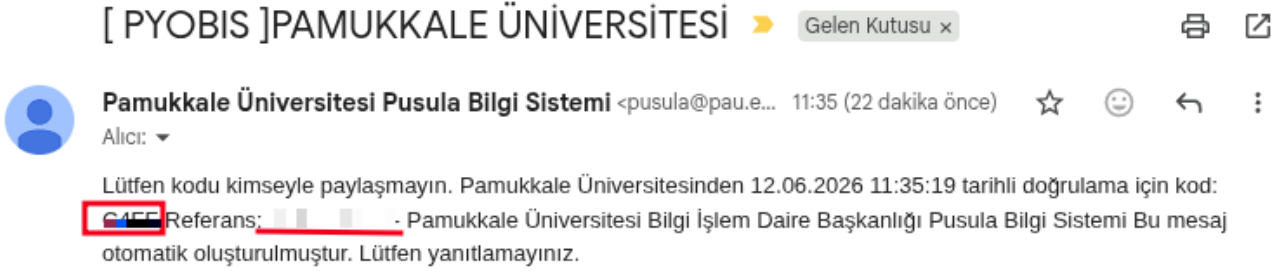 [ PYOBIS ]PAMUKKALE ÜNİVERSİTESİ Gelen Kutusu ×
Pamukkale Üniversitesi Pusula Bilgi Sistemi <pusula@pau.e... 11:35 (22 dakika önce)
Alıcı:
Lütfen kodu kimseyle paylaşmayın. Pamukkale Üniversitesinden 12.06.2026 11:35:19 tarihli doğrulama için kod:
Referans: - Pamukkale Üniversitesi Bilgi İşlem Daire Başkanlığı Pusula Bilgi Sistemi Bu mesaj
otomatik oluşturulmuştur. Lütfen yanıtlamayınız.